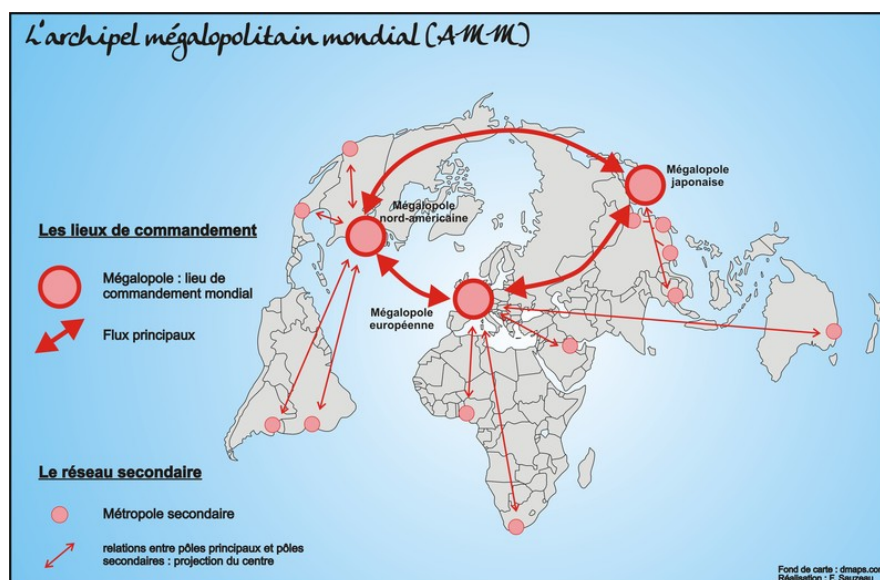 L'archipel mégalopolitain mondial (AMM)
Mégalopole
japonaise
Mégalopole
nord-américaine
Les lieux de commandement
Mégalopole : lieu de
commandement mondial
Mégalopole
européenne
Flux principaux
Le réseau secondaire
Métropole secondaire
relations entre pôles principaux et pôles
secondaires : projection du centre
Fond de carte : dmaps.com
Réalisation : F. Sauzeau